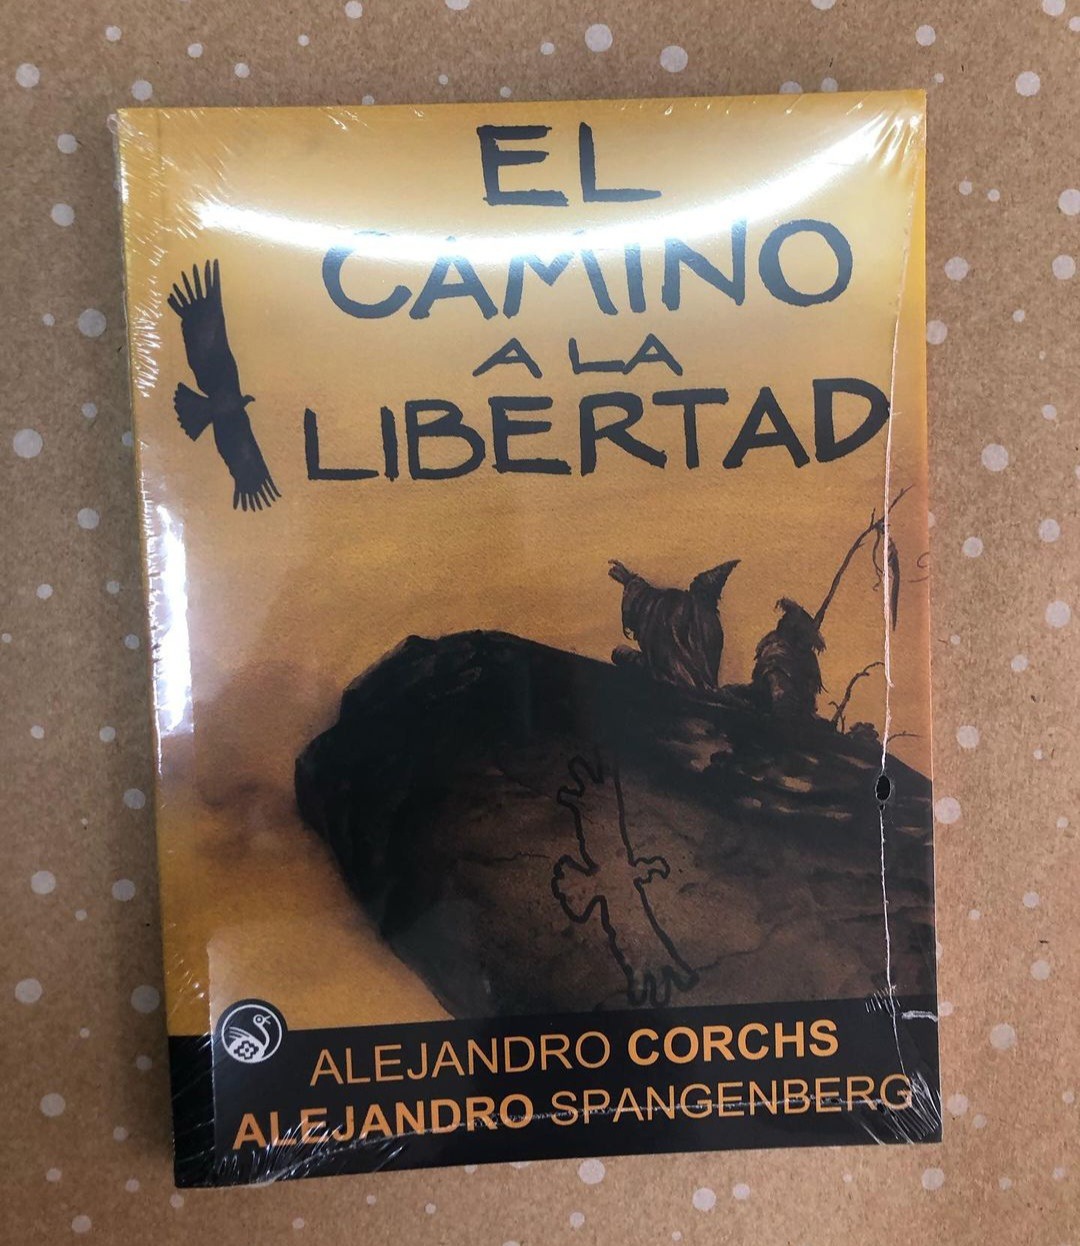 EL
CAMINO
A LA
LIBERTAD
ALEJANDRO CORCHS
ALEJANDRO SPANGENBERG